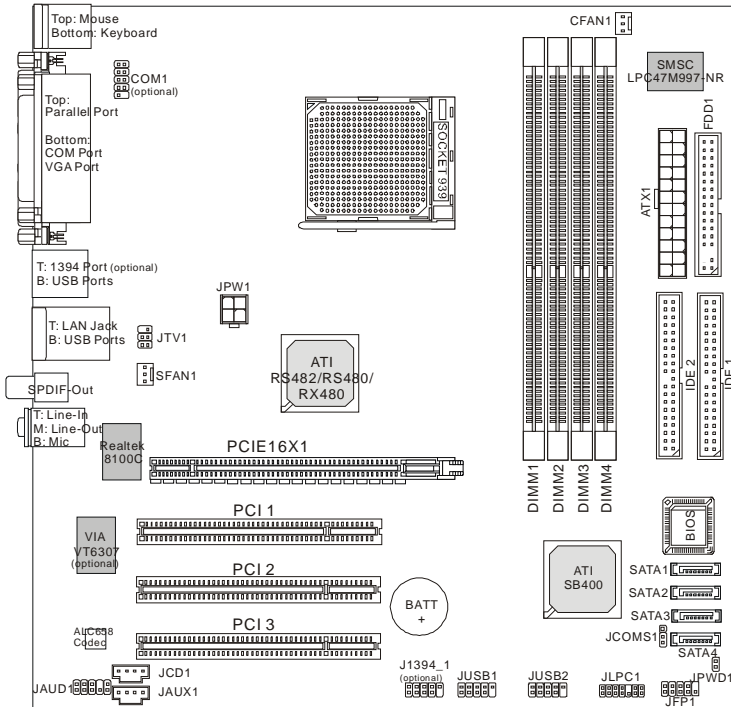 Top: Mouse
Bottom: Keyboard
CFAN1
COM1
(optional)
SMSC
LPC47M997-NR
FDD1
Top:
Parallel Port
Bottom:
COM Port
VGA Port
SOCKET 939
ATX1
T: 1394 Port (optional)
B: USB Ports
JPW1
T: LAN Jack
B: USB Ports
JTV1
SFAN1
ATI
RS482/RS480/
RX480
IDE 2
IDE 1
SPDIF-Out
T: Line-In
M: Line-Out
B: Mic
Realtek
8100C
PCIE16X1
DIMM1
DIMM2
DIMM3
DIMM4
PCI 1
VIA
VT6307
(optional)
BIOS
PCI 2
ATI
SB400
SATA1
SATA2
BATT
+
SATA3
ALC658
Codec
PCI 3
JCOMS1
SATA4
JCD1
J1394_1
(optional)
JUSB1
JUSB2
JLPC1
JPWD1
JAUD1
JAUX1
JFP1